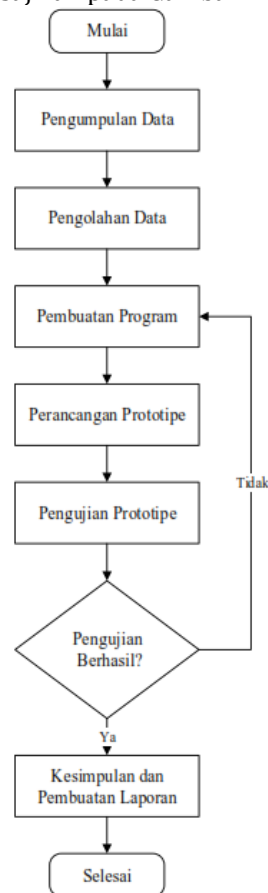 Mulai
Pengumpulan Data
Pengolahan Data
Pembuatan Program
Perancangan Prototipe
Pengujian Prototipe
Tidak
Pengujian
Berhasil?
Ya
Kesimpulan dan
Pembuatan Laporan
Selesai